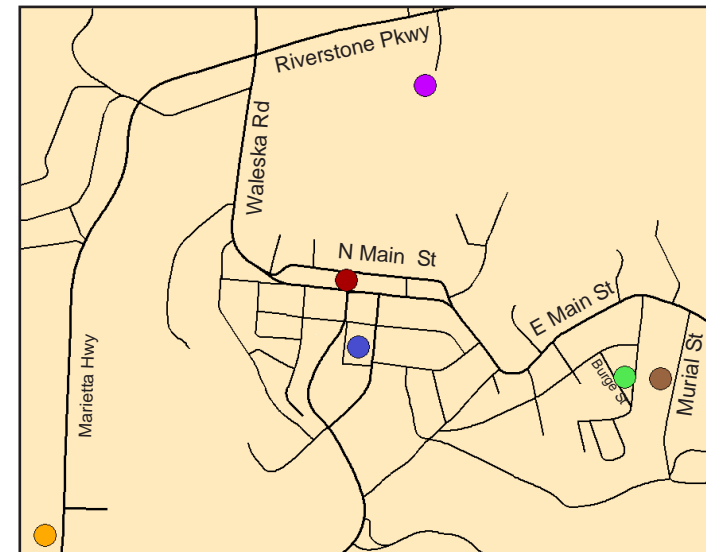 Riverstone Pkwy
Waleska Rd
N Main St
E Main St
Marietta Hwy
Burge St
Murial St